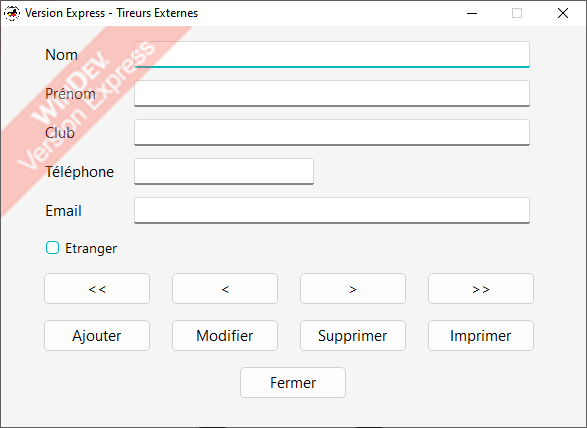 Version Express - Tireurs Externes
WINDEV
Version Express
Nom
Prénom
Club
Téléphone
Email
Etranger
<< < > >>
Ajouter Modifier Supprimer Imprimer
Fermer